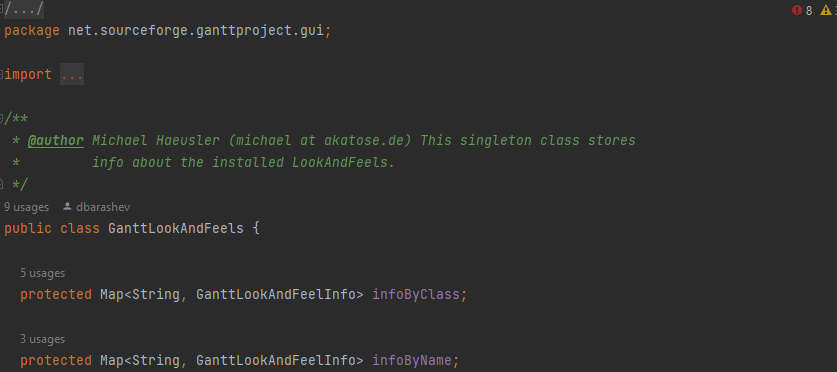 /.../
8
package net.sourceforge.ganttproject.gui;
import ...
/**
* @author Michael Haeusler (michael at akatose.de) This singleton class stores
* info about the installed LookAndFeels.
*/
9 usages dbarashev
public class GanttLookAndFeels {
5 usages
protected Map<String, GanttLookAndFeelInfo> infoByClass;
3 usages
protected Map<String, GanttLookAndFeelInfo> infoByName;